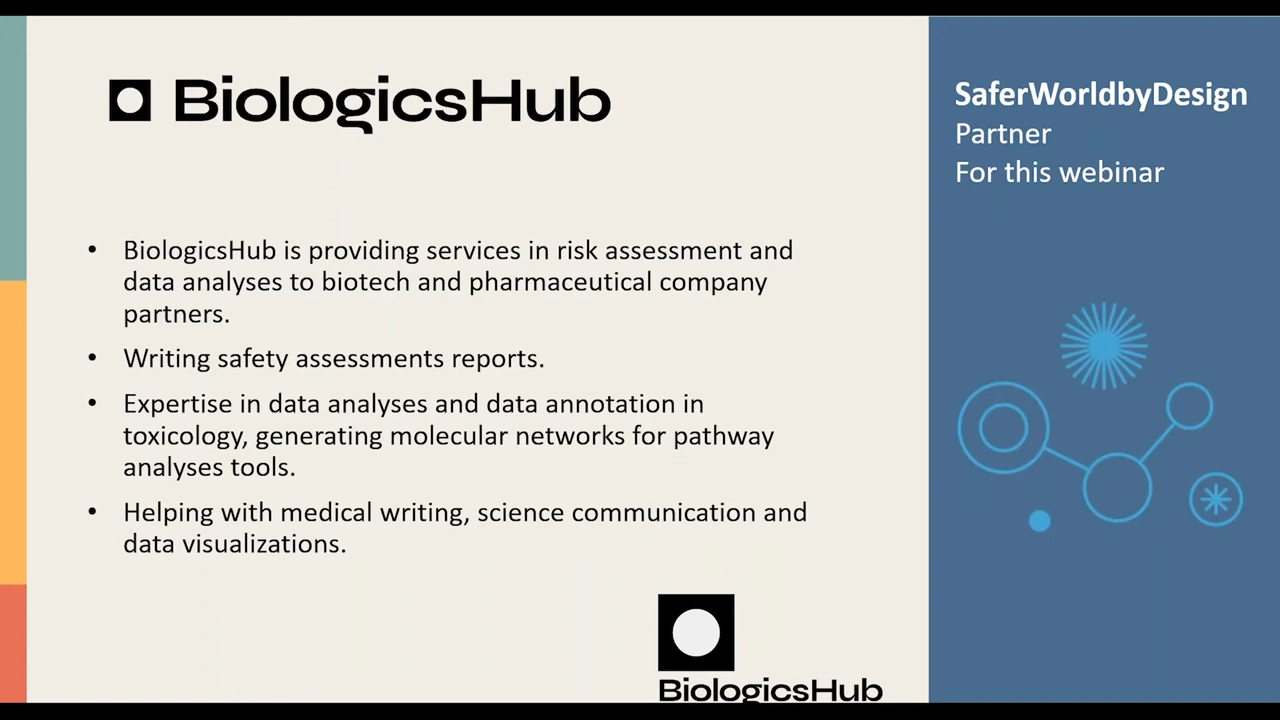 BiologicsHub
SaferWorldbyDesign
Partner
For this webinar
• BiologicsHub is providing services in risk assessment and
data analyses to biotech and pharmaceutical company
partners.
• Writing safety assessments reports.
• Expertise in data analyses and data annotation in
toxicology, generating molecular networks for pathway
analyses tools.
• Helping with medical writing, science communication and
data visualizations.
BiologicsHub